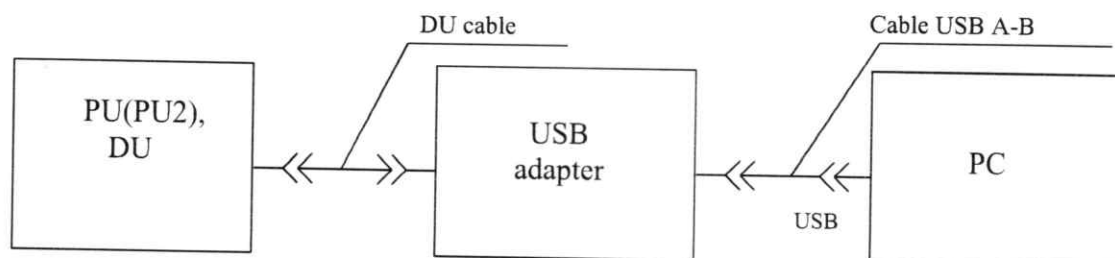 DU cable
Cable USB A-B
PU(PU2),
DU
USB
adapter
PC
USB